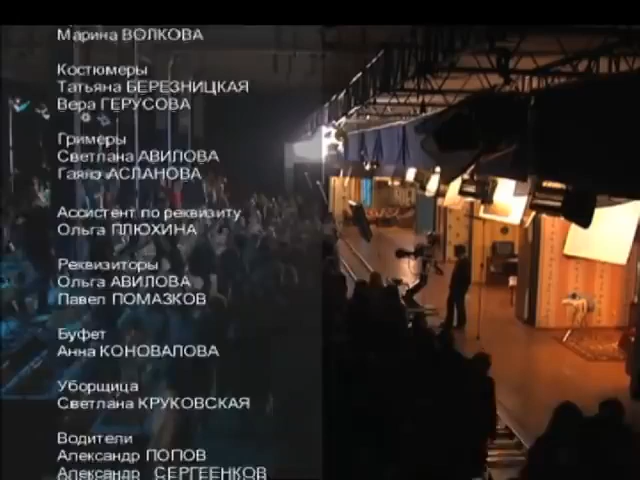 Марина ВОЛКОВА
Костюмеры
Татьяна БЕРЕЗНИЦКАЯ
Вера ГЕРУСОВА
Гримеры
Светлана АВИЛОВА
Гаянэ АСЛАНОВА
Ассистент по реквизиту
Ольга ПЛЮХИНА
Реквизиторы
Ольга АВИЛОВА
Павел ПОМАЗКОВ
Буфет
Анна КОНОВАЛОВА
Уборщица
Светлана КРУКОВСКАЯ
Водители
Александр ПОПОВ
Александр СЕРГЕЕНКОВ